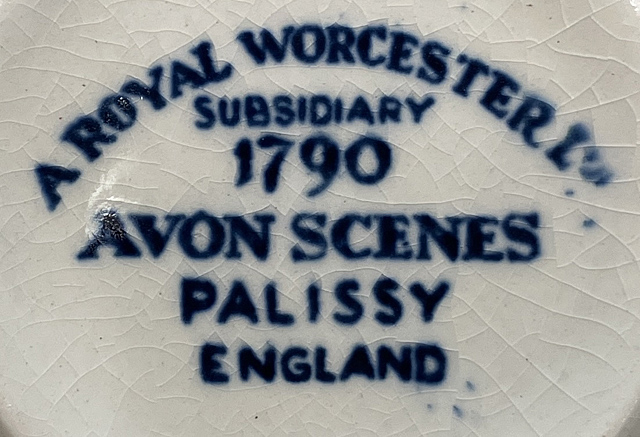 A ROYAL WORCESTER Ltd
SUBSIDIARY
1790
AVON SCENES
PALISSY
ENGLAND